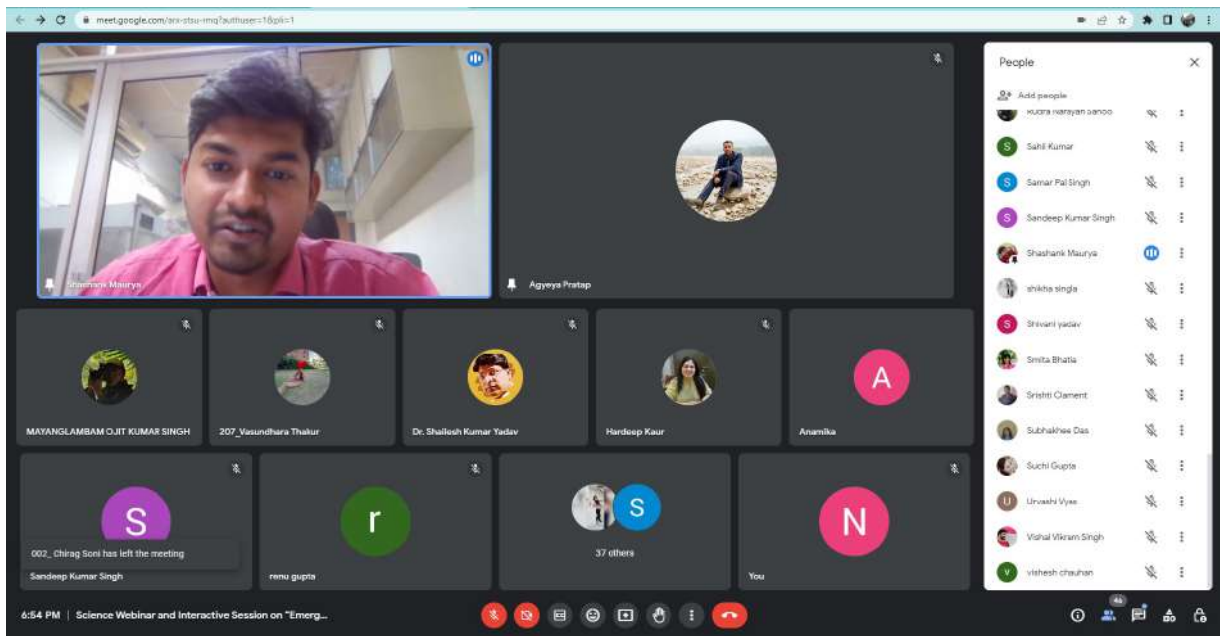 meet.google.com/arx-stsu-rmq?authuser=1&pli=1
Shashank Maurya
Agyeya Pratap
MAYANGLAMBAM OJIT KUMAR SINGH
207_Vasundhara Thakur
Dr. Shailesh Kumar Yadav
Hardeep Kaur
A
Anamika
S
002_ Chirag Soni has left the meeting
Sandeep Kumar Singh
r
renu gupta
S
37 others
N
You
6:54 PM | Science Webinar and Interactive Session on "Emerg...
People
Add people
Rudra Narayan Sahoo
S Sahil Kumar
S Samar Pal Singh
S Sandeep Kumar Singh
Shashank Maurya
shikha singla
S Shivani yadav
Smita Bhatia
Srishti Clament
Subhakhee Das
Suchi Gupta
U Urvashi Vyas
Vishal Vikram Singh
v vishesh chauhan
46